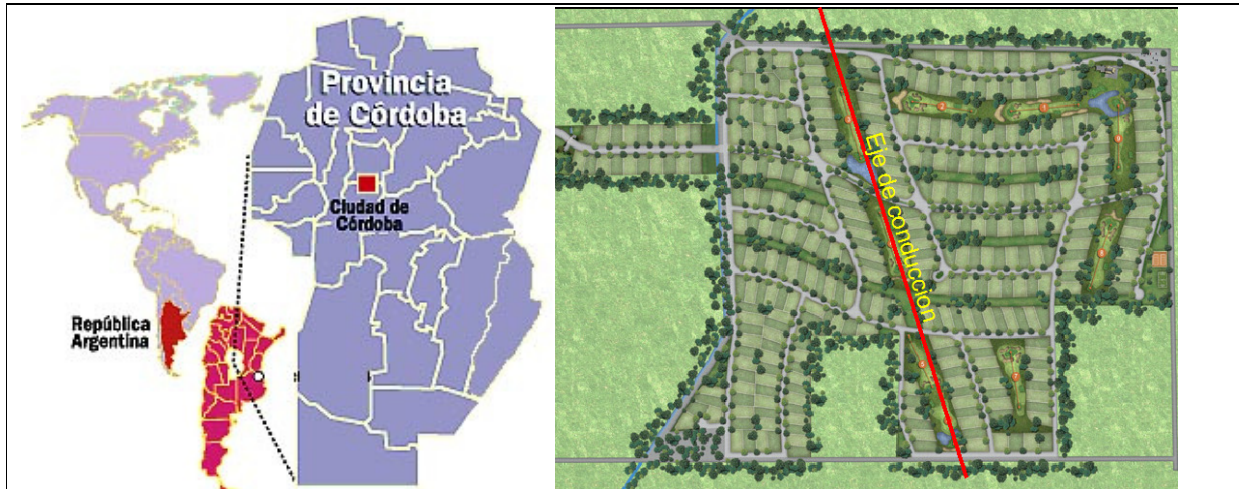 Provincia
de Córdoba
Ciudad de
Córdoba
República
Argentina
Eje de conduccion